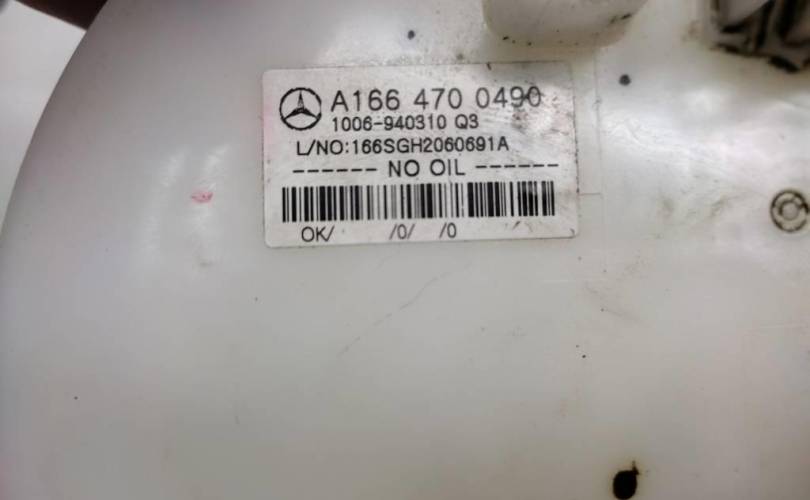 A166 470 0490
1006-940310 Q3
L/NO:166SGH2060691A
------ NO OIL ------
OK/ /0/ /0